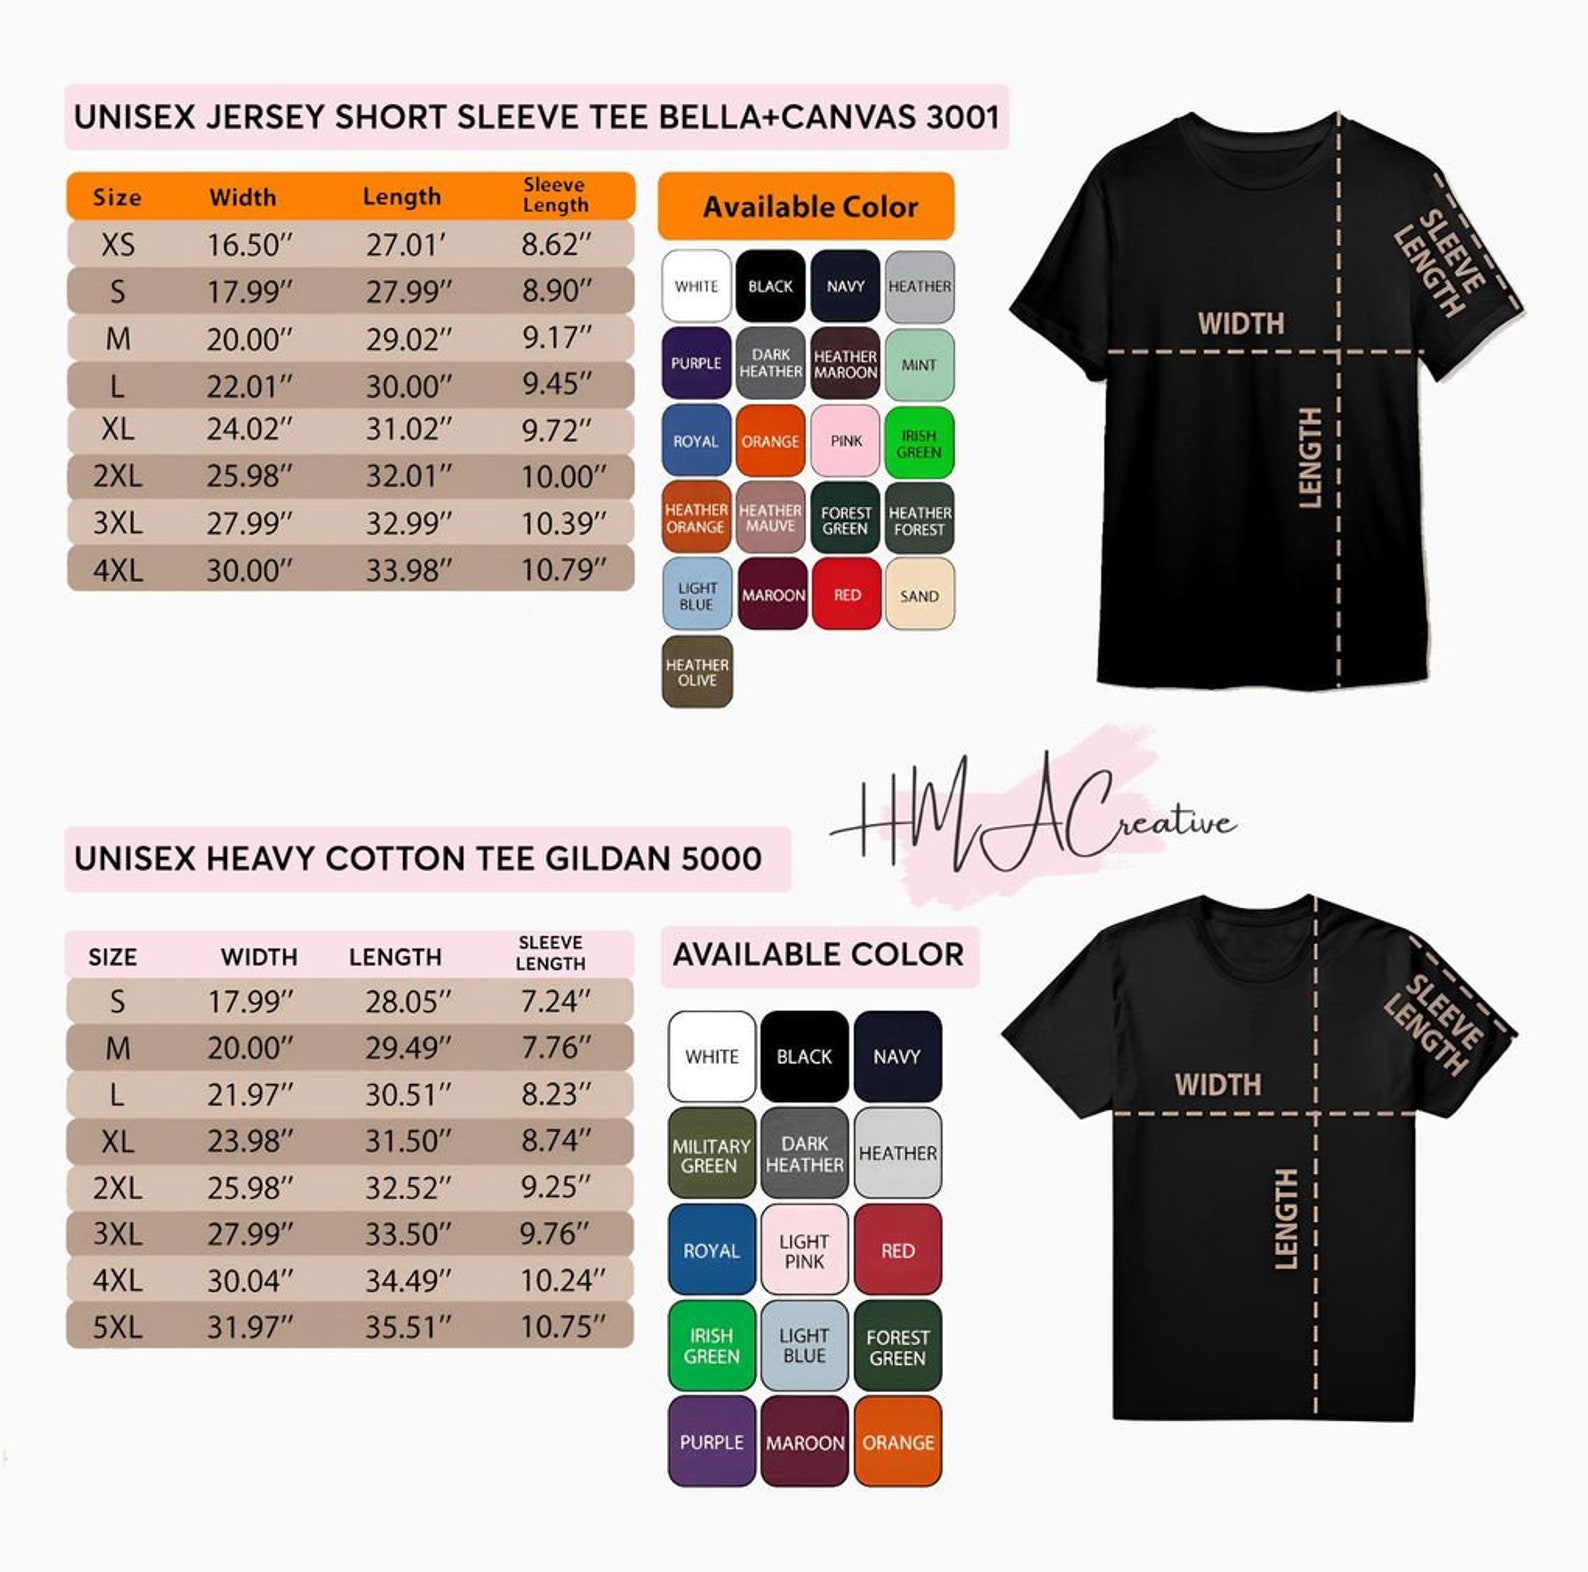 UNISEX JERSEY SHORT SLEEVE TEE BELLA+CANVAS 3001
Size Width Length Sleeve Length
XS 16.50″ 27.01′ 8.62″
S 17.99″ 27.99″ 8.90″
M 20.00″ 29.02″ 9.17″
L 22.01″ 30.00″ 9.45″
XL 24.02″ 31.02″ 9.72″
2XL 25.98″ 32.01″ 10.00″
3XL 27.99″ 32.99″ 10.39″
4XL 30.00″ 33.98″ 10.79″
Available Color
WHITE BLACK NAVY HEATHER
PURPLE DARK HEATHER HEATHER MAROON MINT
ROYAL ORANGE PINK IRISH GREEN
HEATHER ORANGE HEATHER MAUVE FOREST GREEN HEATHER FOREST
LIGHT BLUE MAROON RED SAND
HEATHER OLIVE
SLEEVE LENGTH
WIDTH
LENGTH
HMACreative
UNISEX HEAVY COTTON TEE GILDAN 5000
SIZE WIDTH LENGTH SLEEVE LENGTH
S 17.99″ 28.05″ 7.24″
M 20.00″ 29.49″ 7.76″
L 21.97″ 30.51″ 8.23″
XL 23.98″ 31.50″ 8.74″
2XL 25.98″ 32.52″ 9.25″
3XL 27.99″ 33.50″ 9.76″
4XL 30.04″ 34.49″ 10.24″
5XL 31.97″ 35.51″ 10.75″
AVAILABLE COLOR
WHITE BLACK NAVY
MILITARY GREEN DARK HEATHER HEATHER
ROYAL LIGHT PINK RED
IRISH GREEN LIGHT BLUE FOREST GREEN
PURPLE MAROON ORANGE
SLEEVE LENGTH
WIDTH
LENGTH